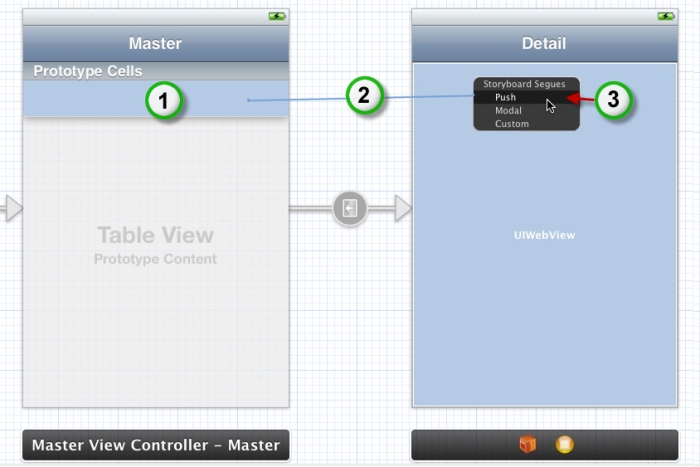 Master
Prototype Cells
1
Table View
Prototype Content
Master View Controller – Master
2
Detail
Storyboard Segues
Push
Modal
Custom
3
UIWebView